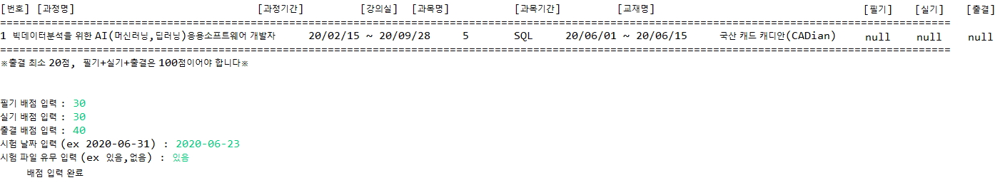 [번호] [과정명] [과정기간] [강의실] [과목명] [과목기간] [교재명] [필기] [실기] [출결]
====================================================================================================================================================
1 빅데이터분석을 위한 AI(머신러닝,딥러닝)응용소프트웨어 개발자 20/02/15 ~ 20/09/28 5 SQL 20/06/01 ~ 20/06/15 국산 캐드 캐디안(CADian) null null null
====================================================================================================================================================
※출결 최소 20점, 필기+실기+출결은 100점이어야 합니다※
필기 배점 입력 : 30
실기 배점 입력 : 30
출결 배점 입력 : 40
시험 날짜 입력 (ex 2020-06-31) : 2020-06-23
시험 파일 유무 입력 (ex 있음,없음) : 있음
배점 입력 완료